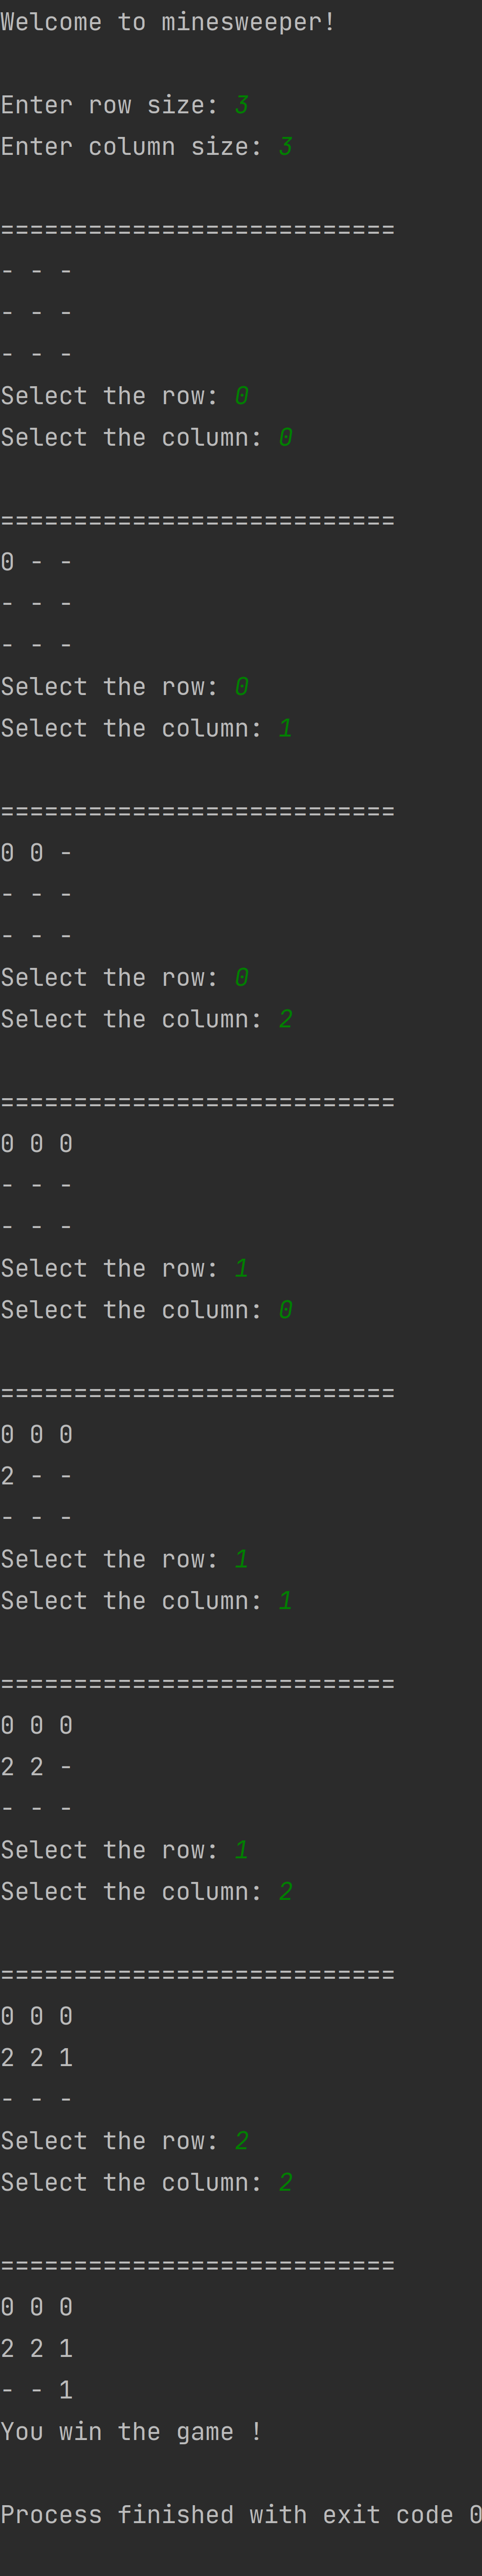 Welcome to minesweeper!
Enter row size: 3
Enter column size: 3
===========================
- - -
- - -
- - -
Select the row: 0
Select the column: 0
===========================
0 - -
- - -
- - -
Select the row: 0
Select the column: 1
===========================
0 0 -
- - -
- - -
Select the row: 0
Select the column: 2
===========================
0 0 0
- - -
- - -
Select the row: 1
Select the column: 0
===========================
0 0 0
2 - -
- - -
Select the row: 1
Select the column: 1
===========================
0 0 0
2 2 -
- - -
Select the row: 1
Select the column: 2
===========================
0 0 0
2 2 1
- - -
Select the row: 2
Select the column: 2
===========================
0 0 0
2 2 1
- - 1
You win the game !
Process finished with exit code 0